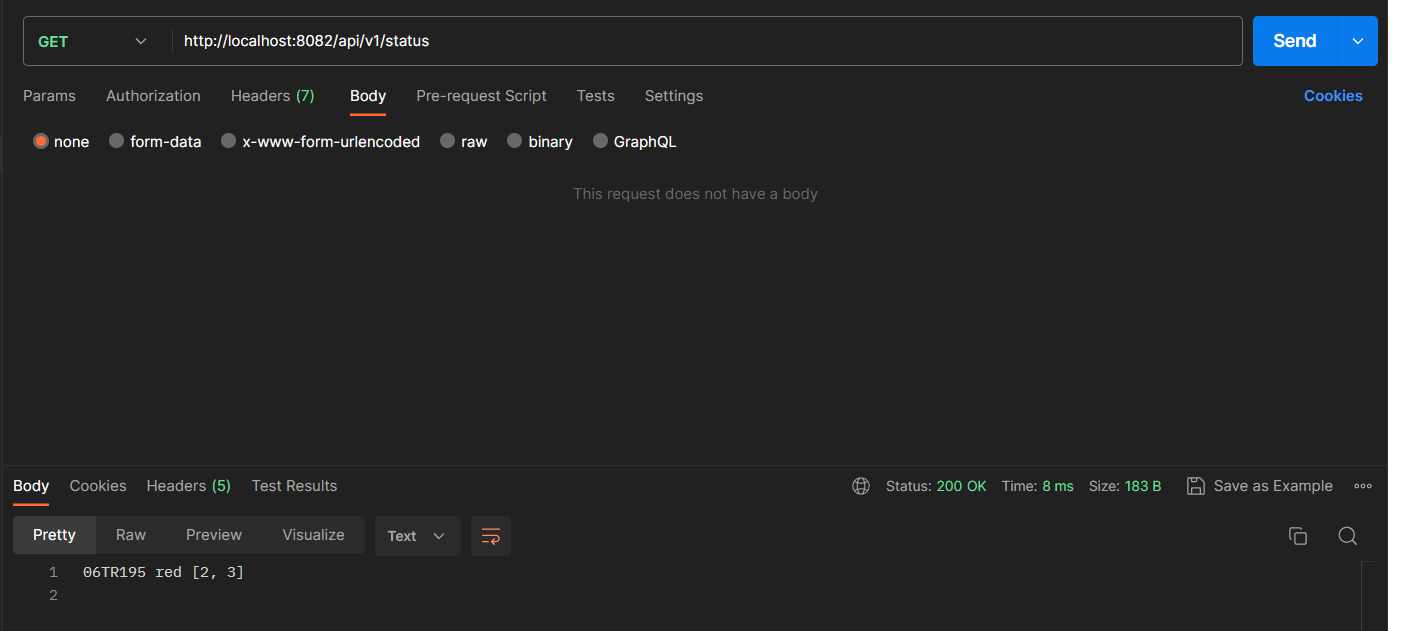 GET http://localhost:8082/api/v1/status Send
Params Authorization Headers (7) Body Pre-request Script Tests Settings Cookies
none form-data x-www-form-urlencoded raw binary GraphQL
This request does not have a body
Body Cookies Headers (5) Test Results Status: 200 OK Time: 8 ms Size: 183 B Save as Example
Pretty Raw Preview Visualize Text
1 06TR195 red [2, 3]
2